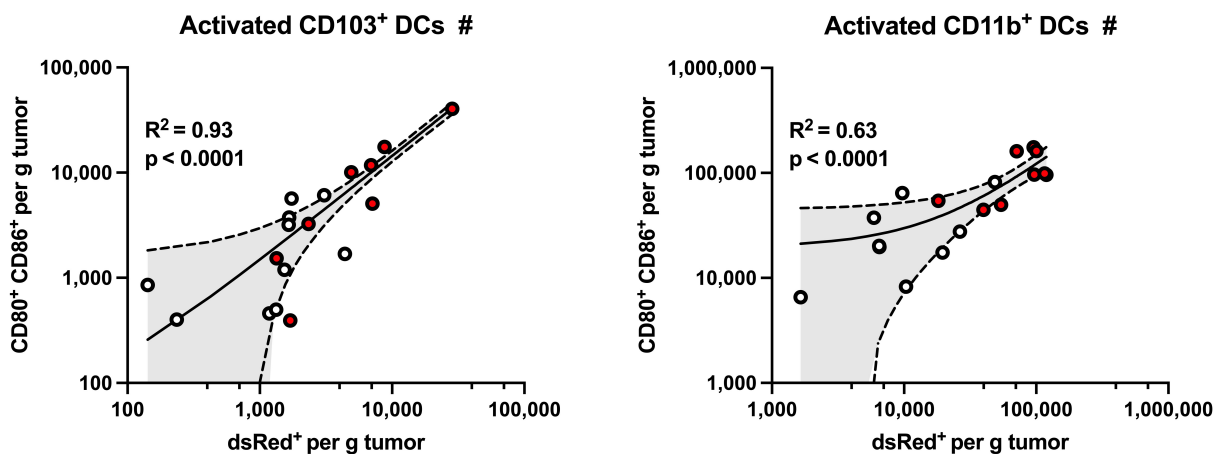 Activated CD103⁺ DCs #
CD80⁺ CD86⁺ per g tumor
100,000
10,000
1,000
100
R² = 0.93
p < 0.0001
100
1,000
10,000
100,000
dsRed⁺ per g tumor
Activated CD11b⁺ DCs #
CD80⁺ CD86⁺ per g tumor
1,000,000
100,000
10,000
1,000
R² = 0.63
p < 0.0001
1,000
10,000
100,000
1,000,000
dsRed⁺ per g tumor